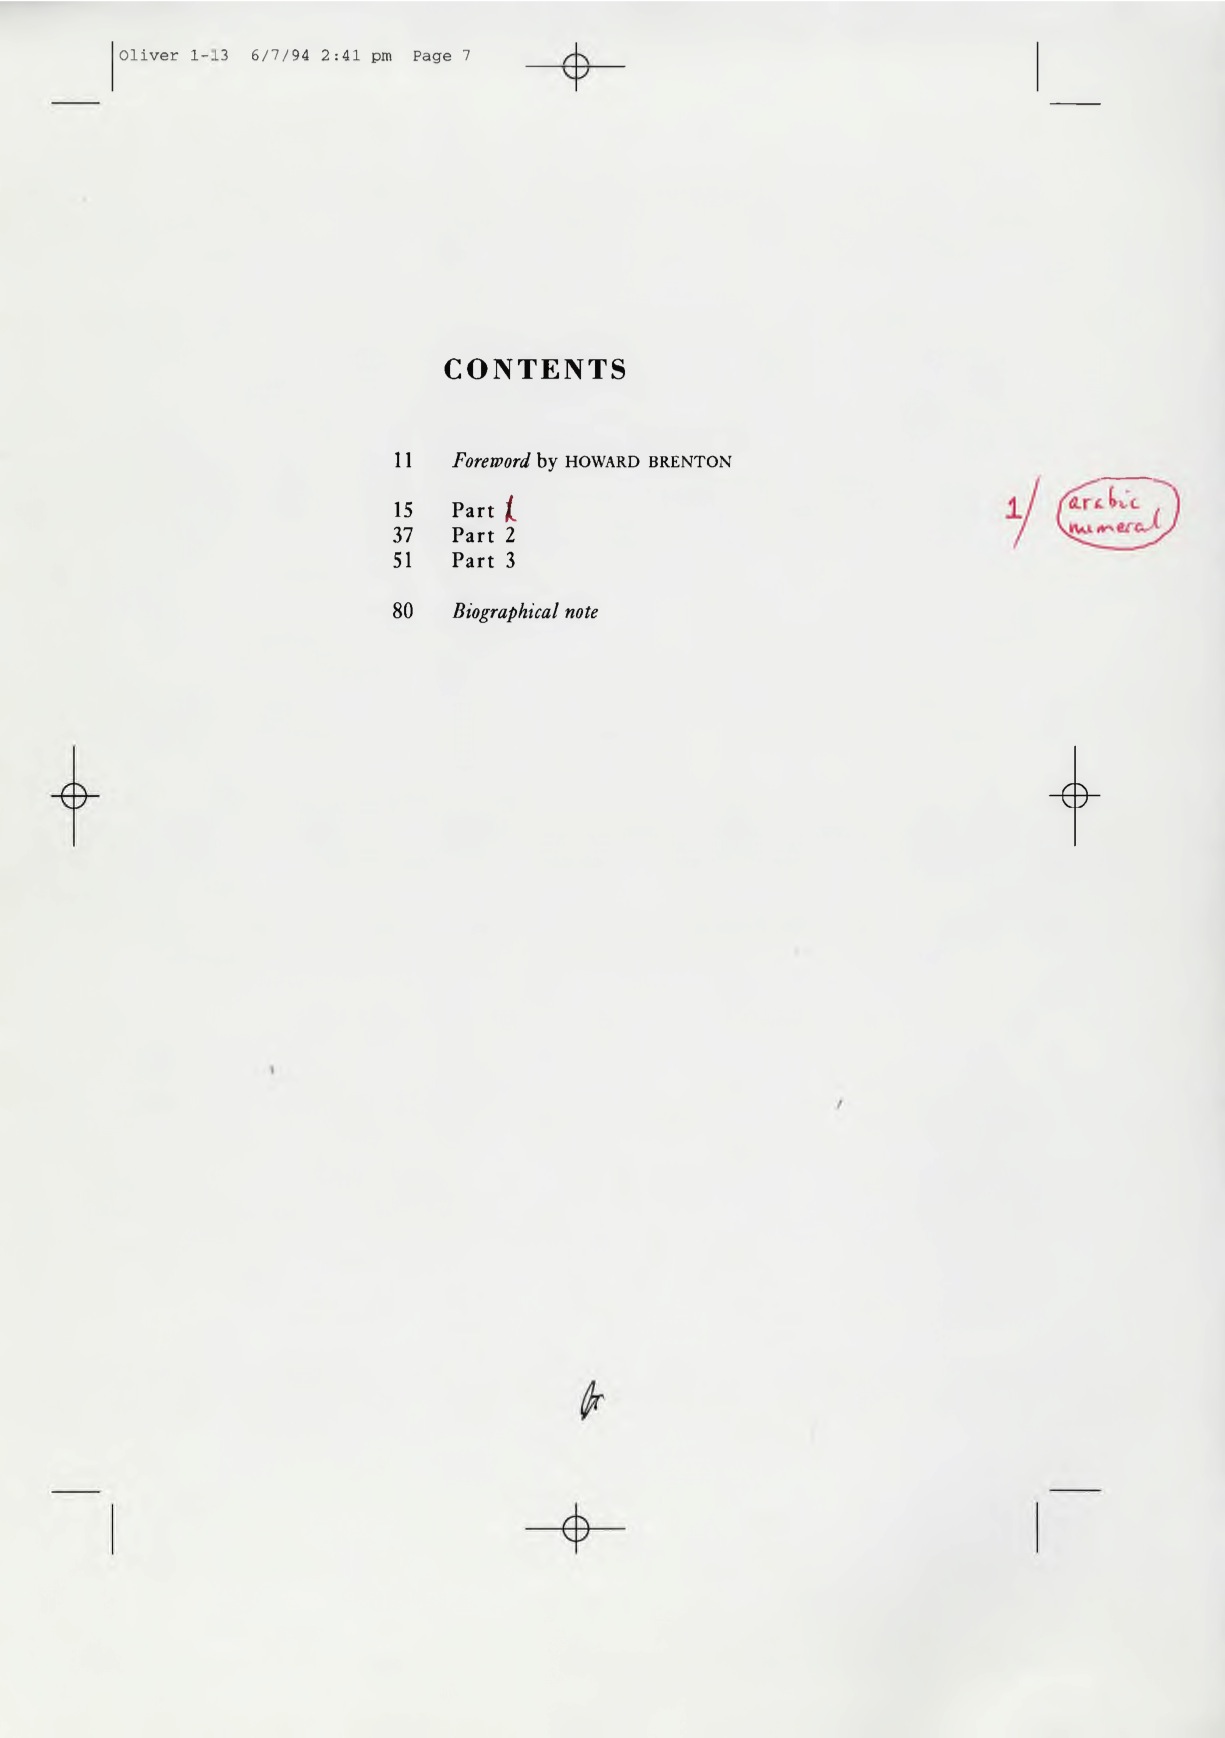 Oliver 1-13 6/7/94 2:41 pm Page 7
CONTENTS
11 Foreword by HOWARD BRENTON
15 Part 1
1/ arabic
numeral
37 Part 2
51 Part 3
80 Biographical note